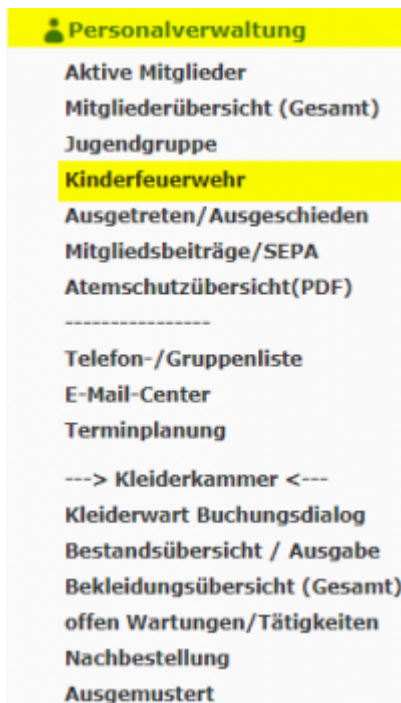 Personalverwaltung
Aktive Mitglieder
Mitgliederübersicht (Gesamt)
Jugendgruppe
Kinderfeuerwehr
Ausgetreten/Ausgeschieden
Mitgliedsbeiträge/SEPA
Atemschutzübersicht(PDF)
----------------
Telefon-/Gruppenliste
E-Mail-Center
Terminplanung
---> Kleiderkammer <---
Kleiderwart Buchungsdialog
Bestandsübersicht / Ausgabe
Bekleidungsübersicht (Gesamt)
offen Wartungen/Tätigkeiten
Nachbestellung
Ausgemustert